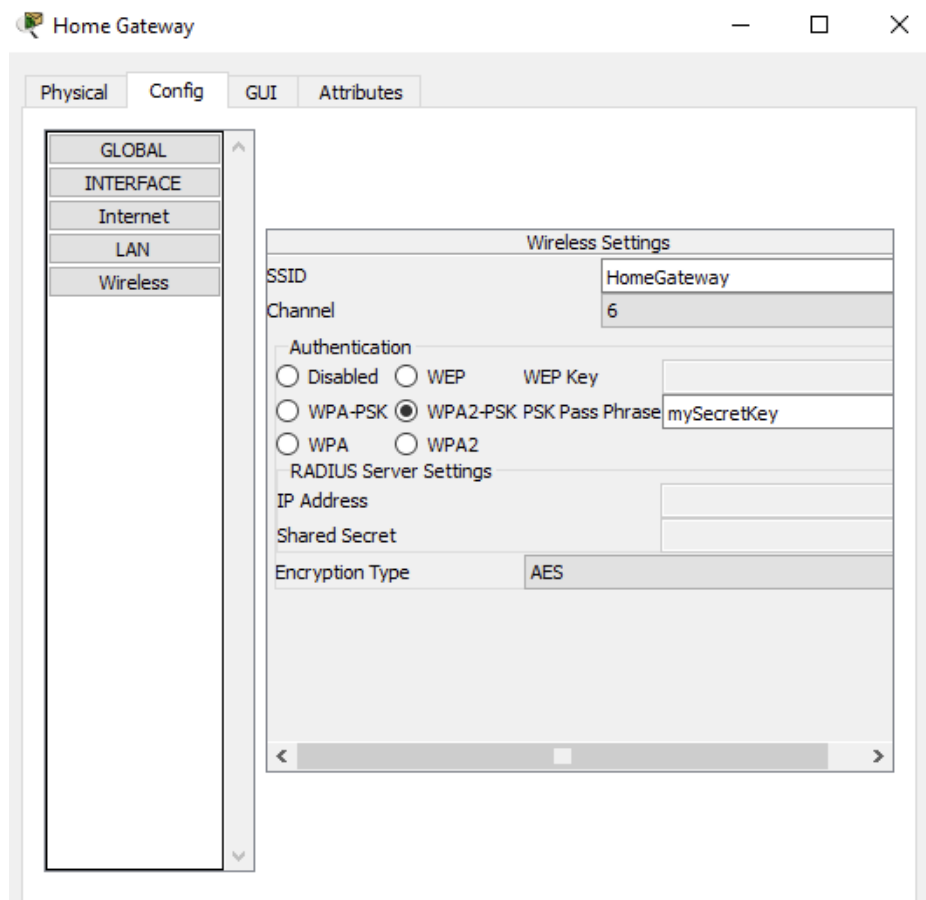 Home Gateway
Physical Config GUI Attributes
GLOBAL
INTERFACE
Internet
LAN
Wireless
Wireless Settings
SSID HomeGateway
Channel 6
Authentication
Disabled WEP WEP Key
WPA-PSK WPA2-PSK PSK Pass Phrase mySecretKey
WPA WPA2
RADIUS Server Settings
IP Address
Shared Secret
Encryption Type AES